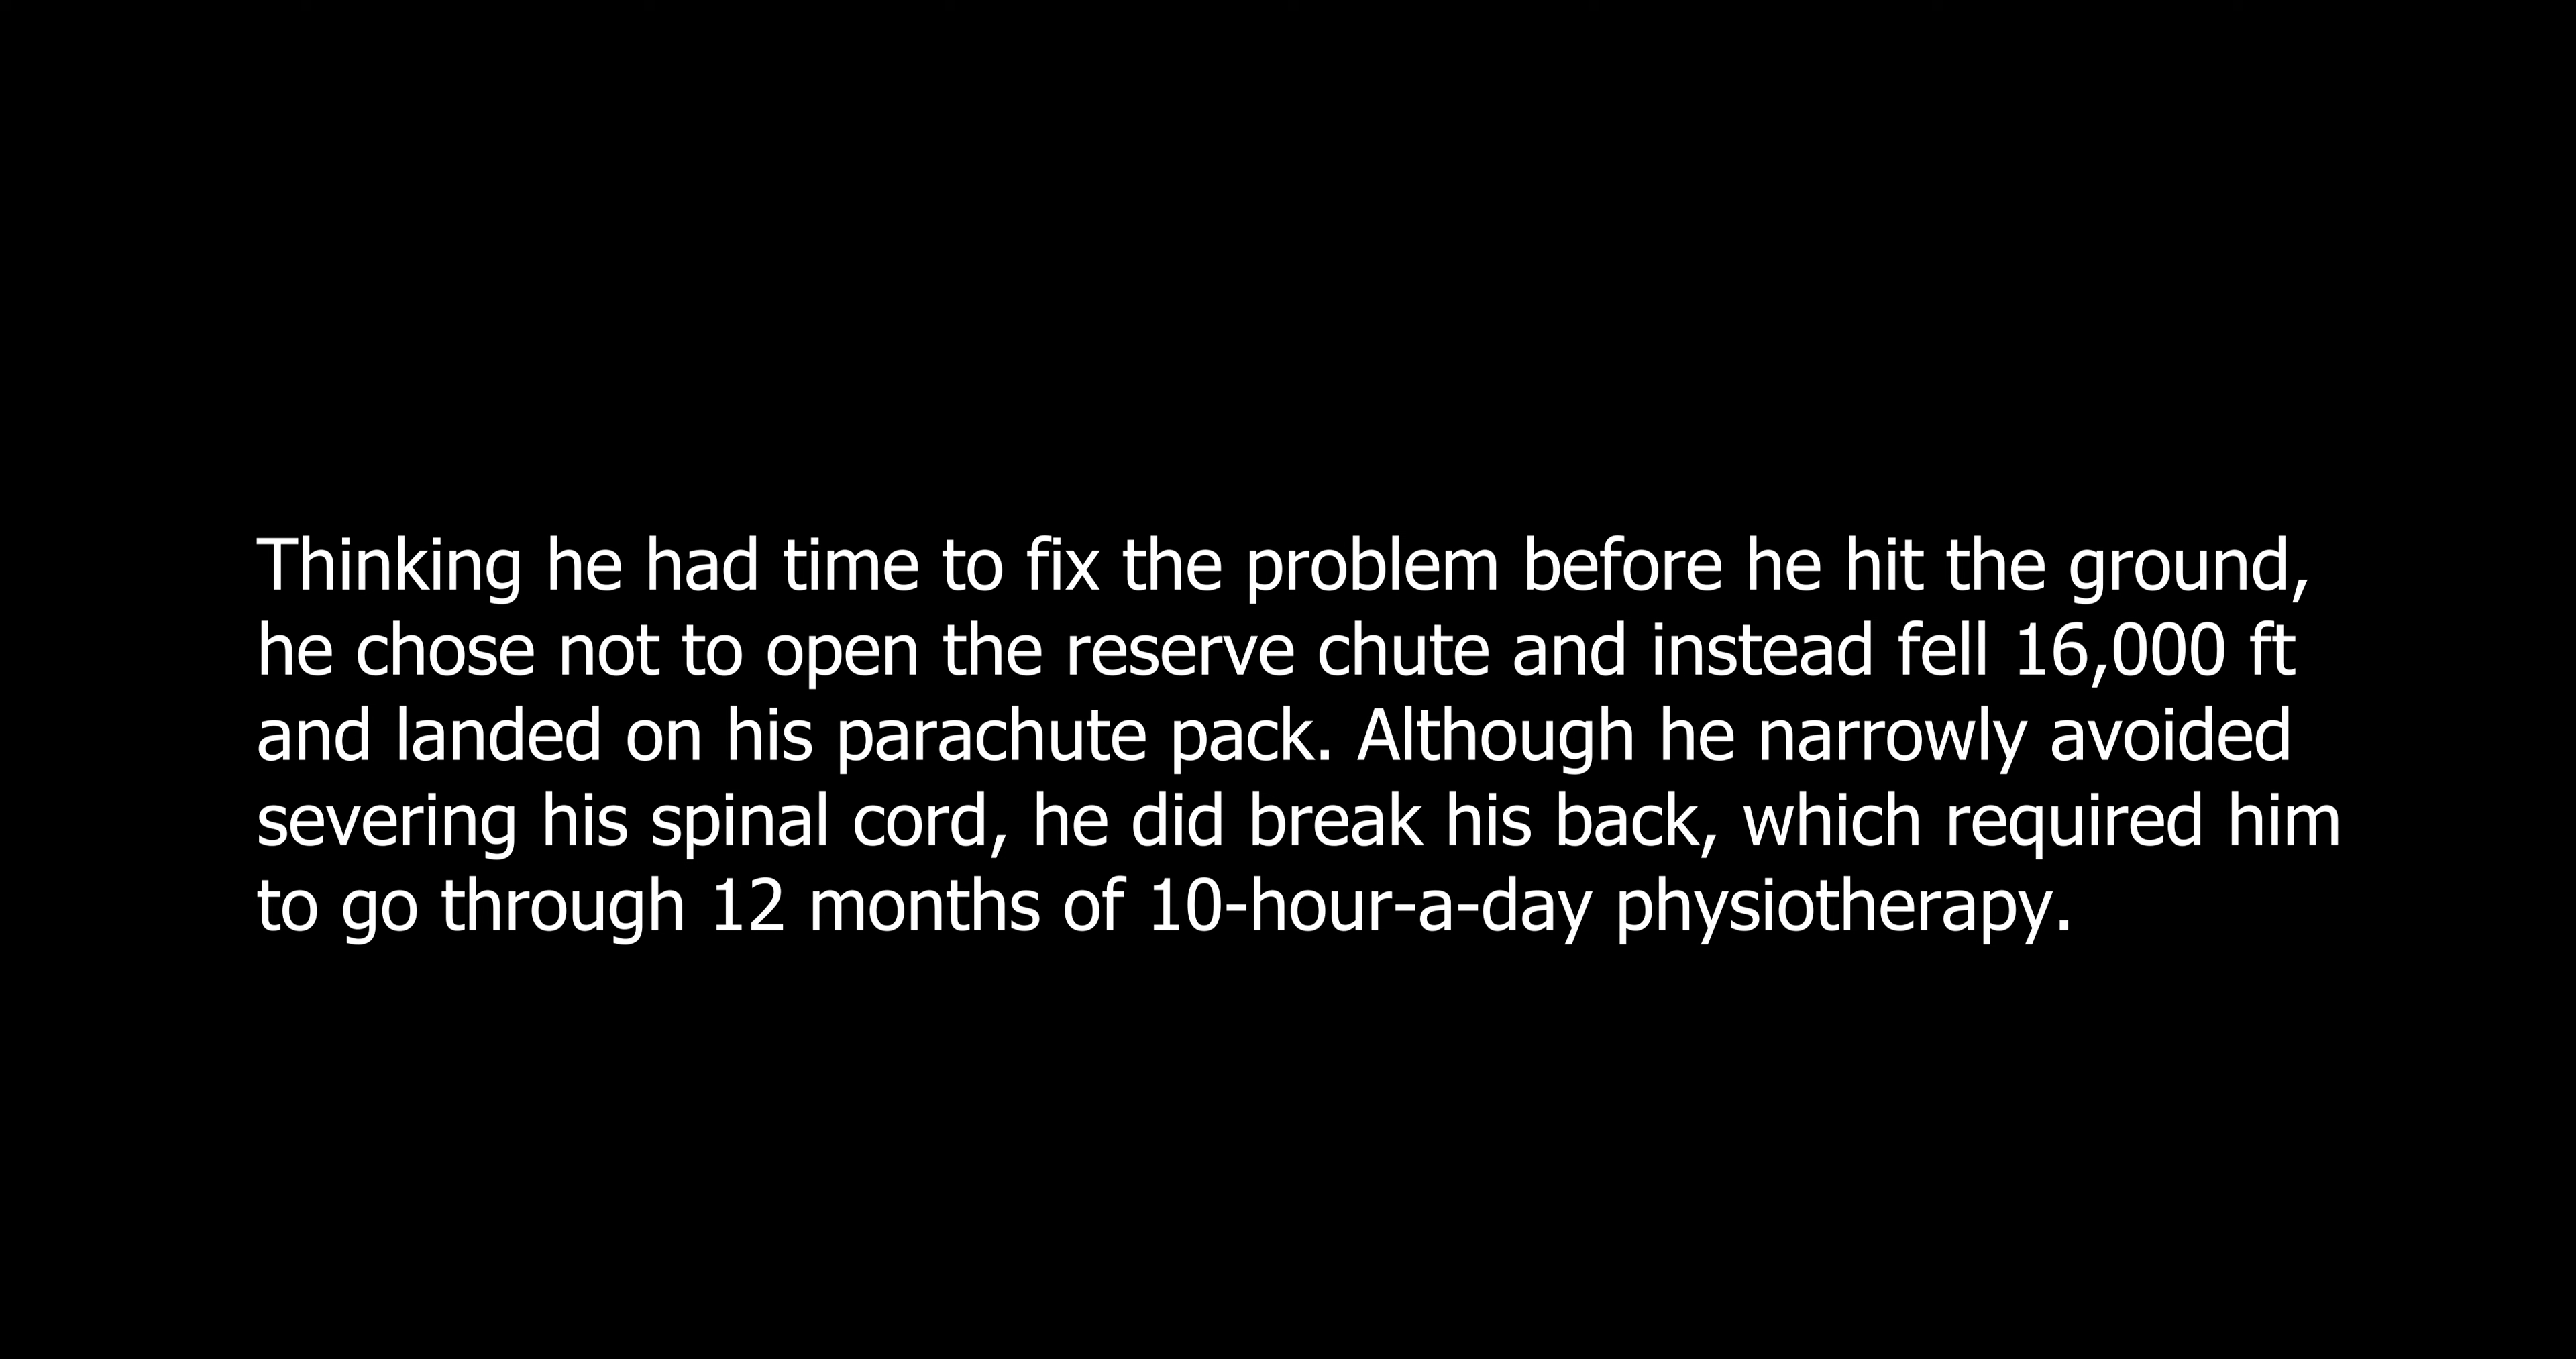 Thinking he had time to fix the problem before he hit the ground,
he chose not to open the reserve chute and instead fell 16,000 ft
and landed on his parachute pack. Although he narrowly avoided
severing his spinal cord, he did break his back, which required him
to go through 12 months of 10-hour-a-day physiotherapy.